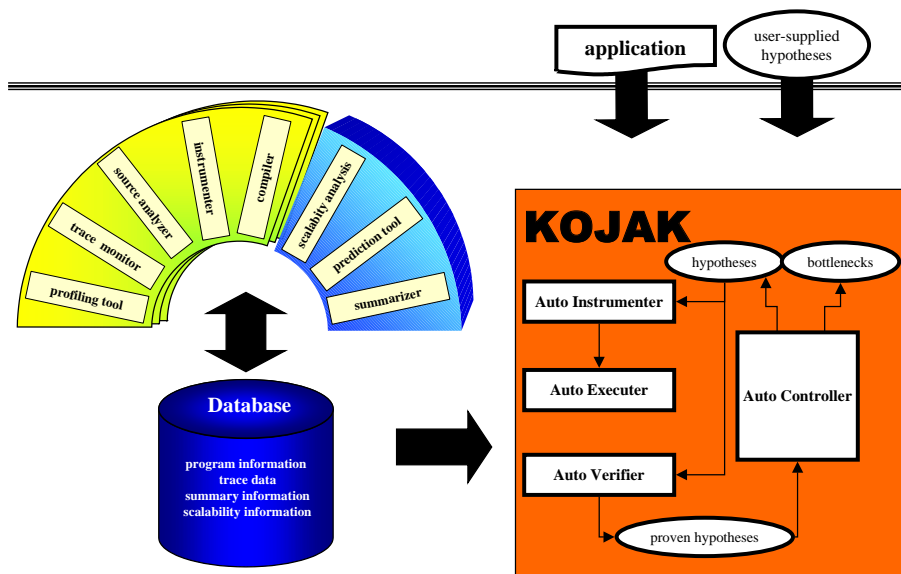 application
user-supplied
hypotheses
compiler
instrumenter
source analyzer
trace monitor
profiling tool
scalabity analysis
prediction tool
summarizer
KOJAK
hypotheses
bottlenecks
Auto Instrumenter
Auto Executer
Auto Controller
Auto Verifier
proven hypotheses
Database
program information
trace data
summary information
scalability information